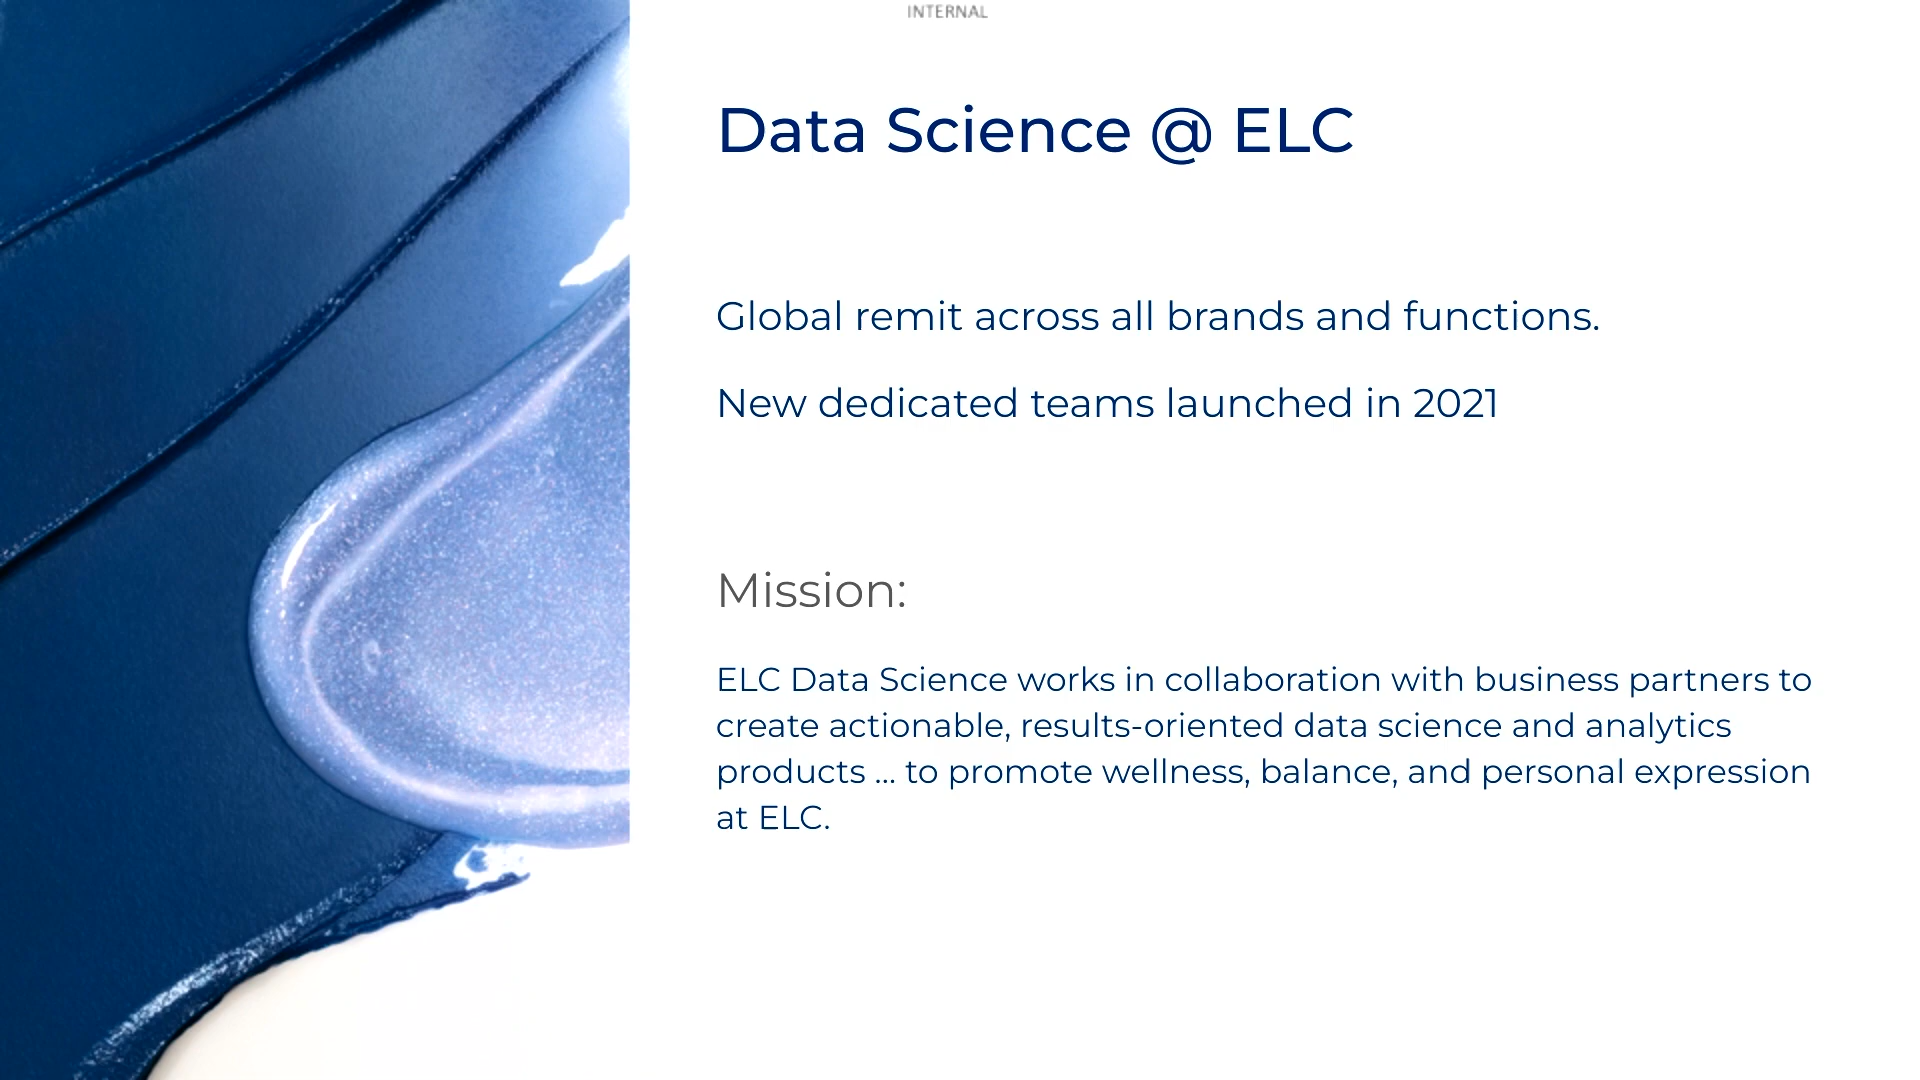 INTERNAL
Data Science @ ELC
Global remit across all brands and functions.
New dedicated teams launched in 2021
Mission:
ELC Data Science works in collaboration with business partners to
create actionable, results-oriented data science and analytics
products ... to promote wellness, balance, and personal expression
at ELC.